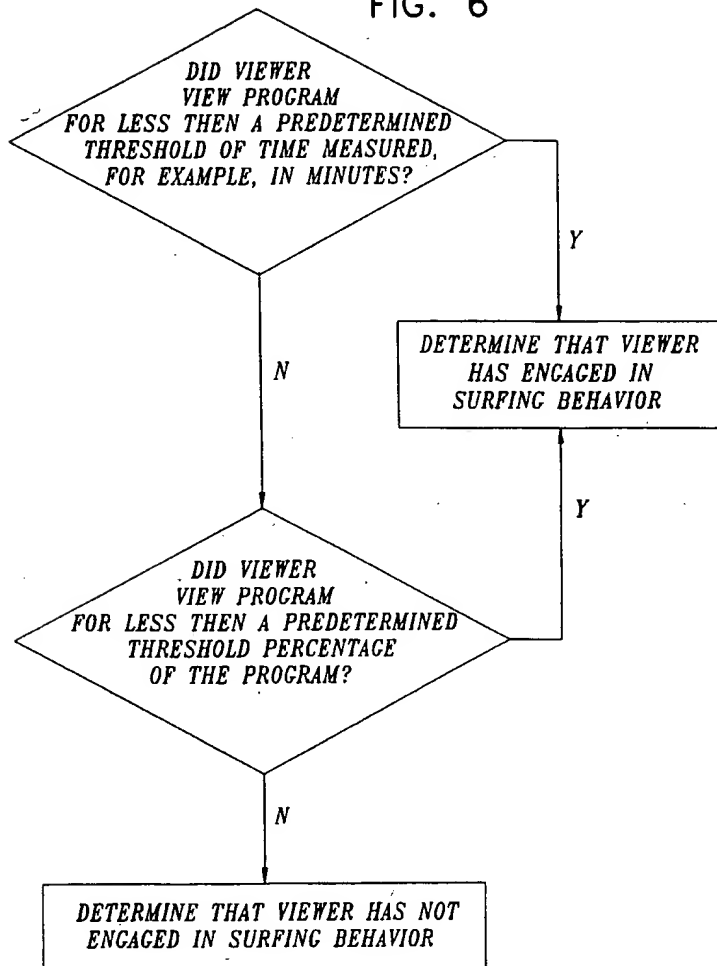 FIG. 6
DID VIEWER
VIEW PROGRAM
FOR LESS THEN A PREDETERMINED
THRESHOLD OF TIME MEASURED,
FOR EXAMPLE, IN MINUTES?
Y
DETERMINE THAT VIEWER
HAS ENGAGED IN
SURFING BEHAVIOR
N
Y
DID VIEWER
VIEW PROGRAM
FOR LESS THEN A PREDETERMINED
THRESHOLD PERCENTAGE
OF THE PROGRAM?
N
DETERMINE THAT VIEWER HAS NOT
ENGAGED IN SURFING BEHAVIOR